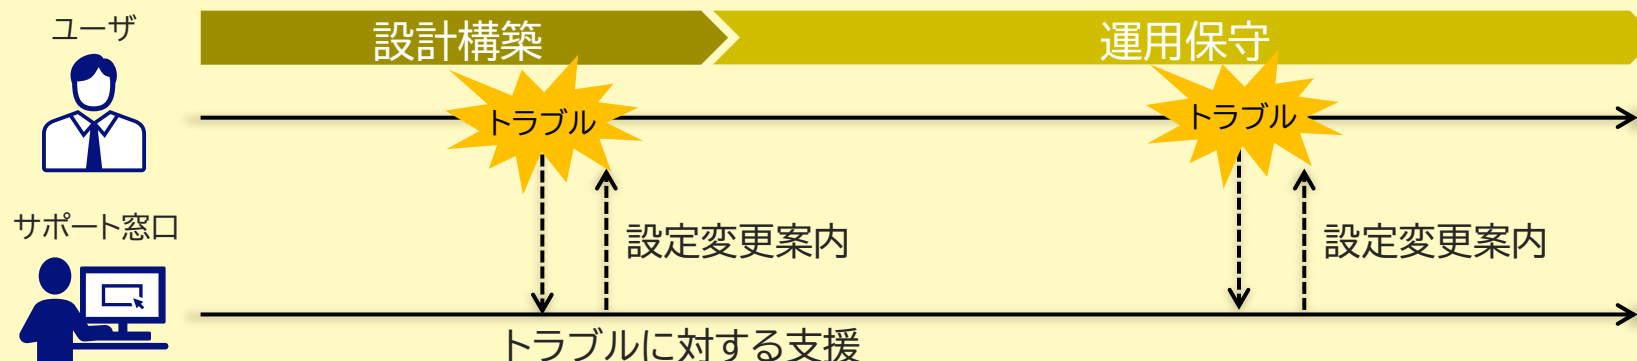 ユーザ
設計構築
運用保守
トラブル
トラブル
サポート窓口
設定変更案内
設定変更案内
トラブルに対する支援